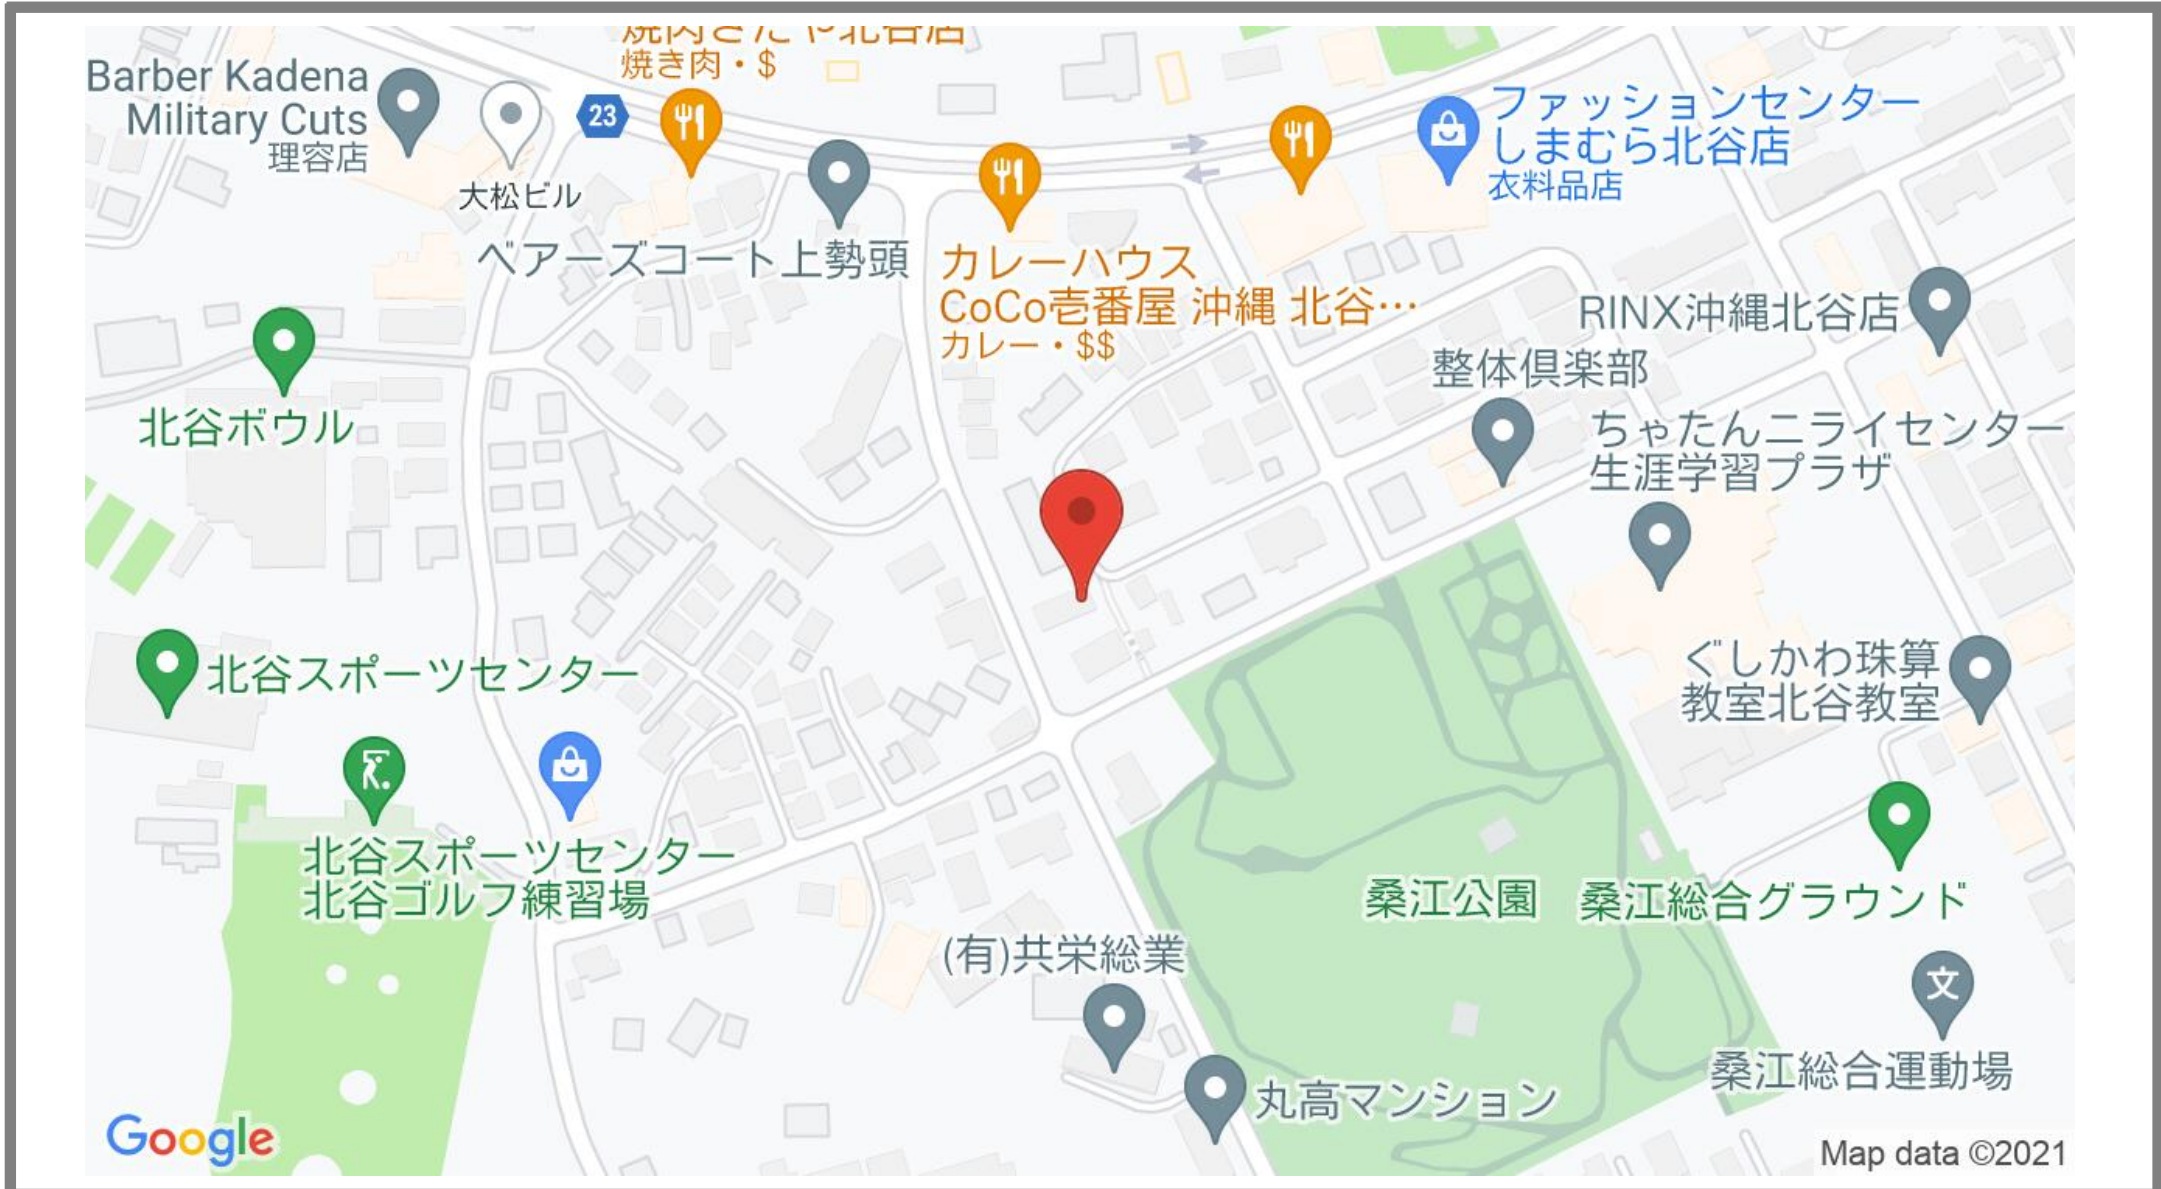 焼肉きたや北谷店
焼き肉・$
Barber Kadena
Military Cuts
理容店
23
大松ビル
ファッションセンター
しまむら北谷店
衣料品店
ベアーズコート上勢頭
カレーハウス
CoCo壱番屋 沖縄 北谷…
カレー・$$
RINX沖縄北谷店
整体倶楽部
北谷ボウル
ちゃたんニライセンター
生涯学習プラザ
北谷スポーツセンター
ぐしかわ珠算
教室北谷教室
北谷スポーツセンター
北谷ゴルフ練習場
桑江公園
桑江総合グラウンド
(有)共栄総業
文
桑江総合運動場
丸高マンション
Google
Map data ©2021